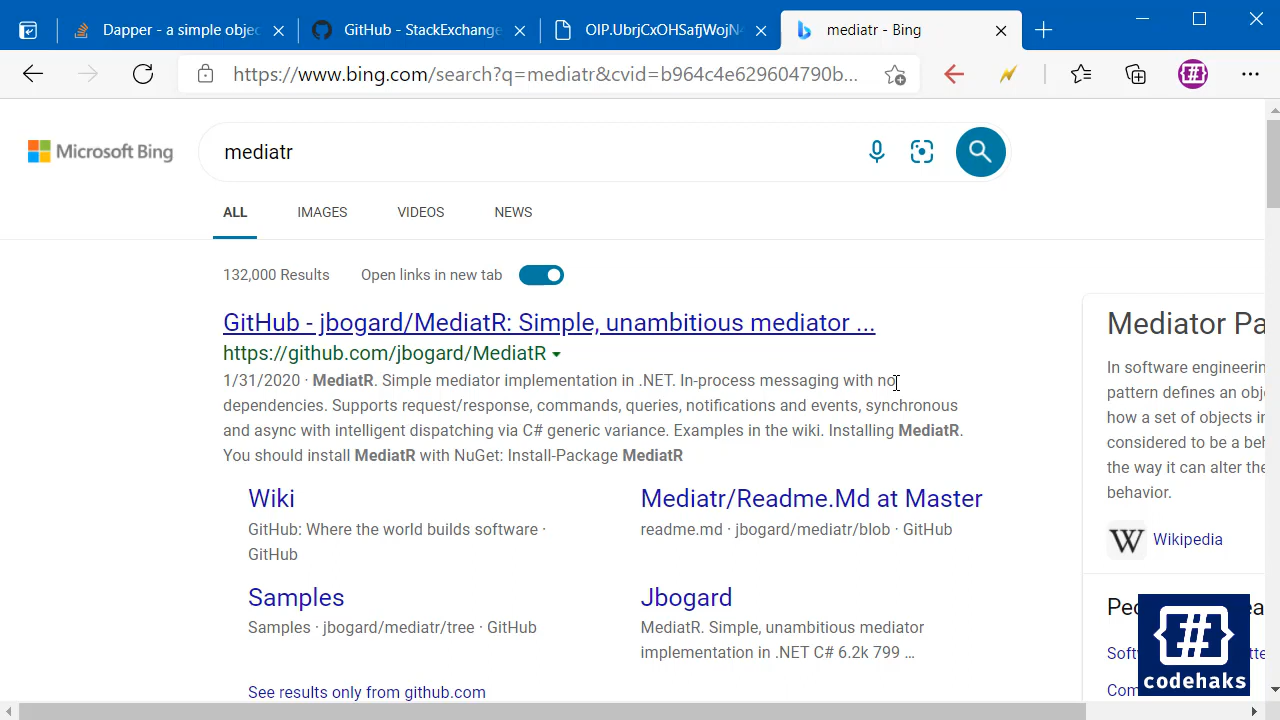 Dapper - a simple objec
GitHub - StackExchange
OIP.UbrjCxOHSafjWojN4
mediatr - Bing
https://www.bing.com/search?q=mediatr&cvid=b964c4e629604790b...
Microsoft Bing
mediatr
ALL
IMAGES
VIDEOS
NEWS
132,000 Results
Open links in new tab
GitHub - jbogard/MediatR: Simple, unambitious mediator ...
https://github.com/jbogard/MediatR
1/31/2020 · MediatR. Simple mediator implementation in .NET. In-process messaging with no
dependencies. Supports request/response, commands, queries, notifications and events, synchronous
and async with intelligent dispatching via C# generic variance. Examples in the wiki. Installing MediatR.
You should install MediatR with NuGet: Install-Package MediatR
Wiki
GitHub: Where the world builds software ·
GitHub
Mediatr/Readme.Md at Master
readme.md · jbogard/mediatr/blob · GitHub
Samples
Samples · jbogard/mediatr/tree · GitHub
Jbogard
MediatR. Simple, unambitious mediator
implementation in .NET C# 6.2k 799 ...
See results only from github.com
Mediator Pa
In software engineerin
pattern defines an obj
how a set of objects in
considered to be a beh
the way it can alter the
behavior.
W Wikipedia
{#}
codehaks